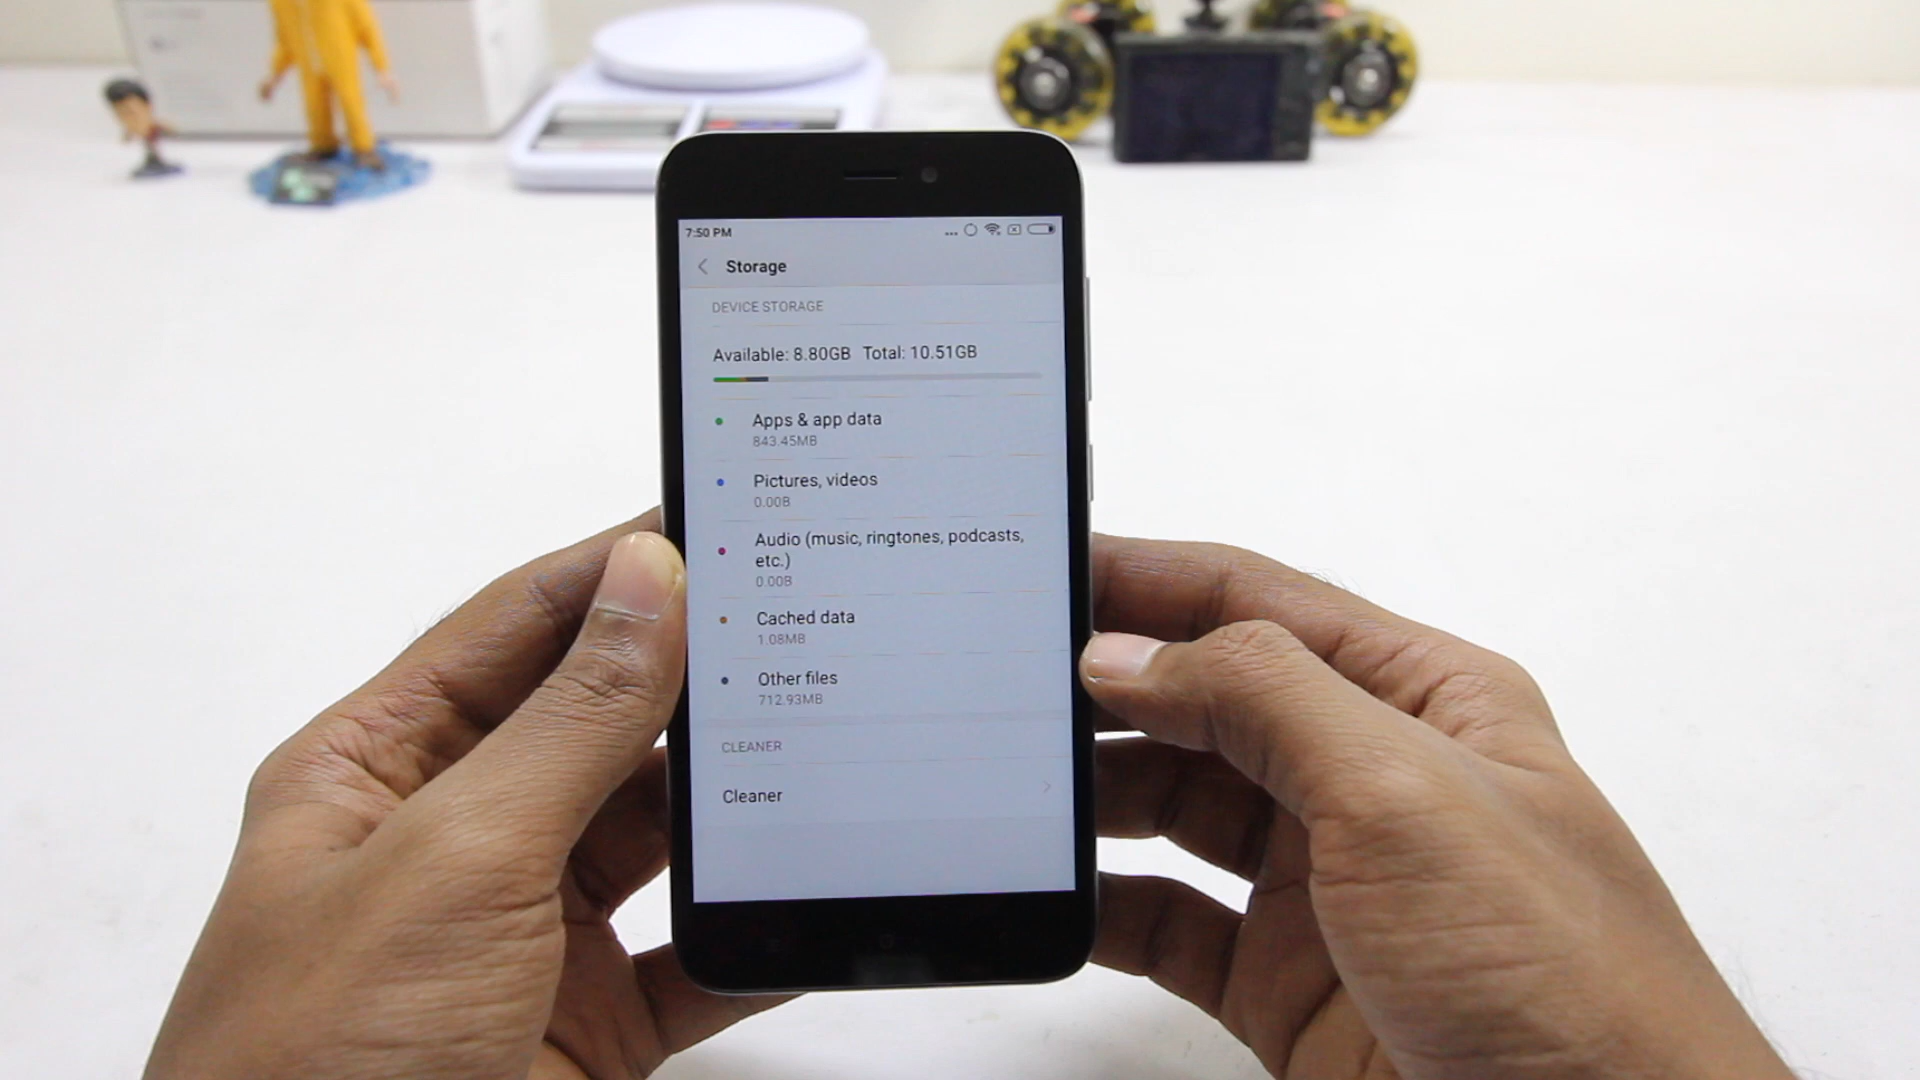 7:50 PM
Storage
DEVICE STORAGE
Available: 8.80GB Total: 10.51GB
Apps & app data
843.45MB
Pictures, videos
0.00B
Audio (music, ringtones, podcasts,
etc.)
0.00B
Cached data
1.08MB
Other files
712.93MB
CLEANER
Cleaner